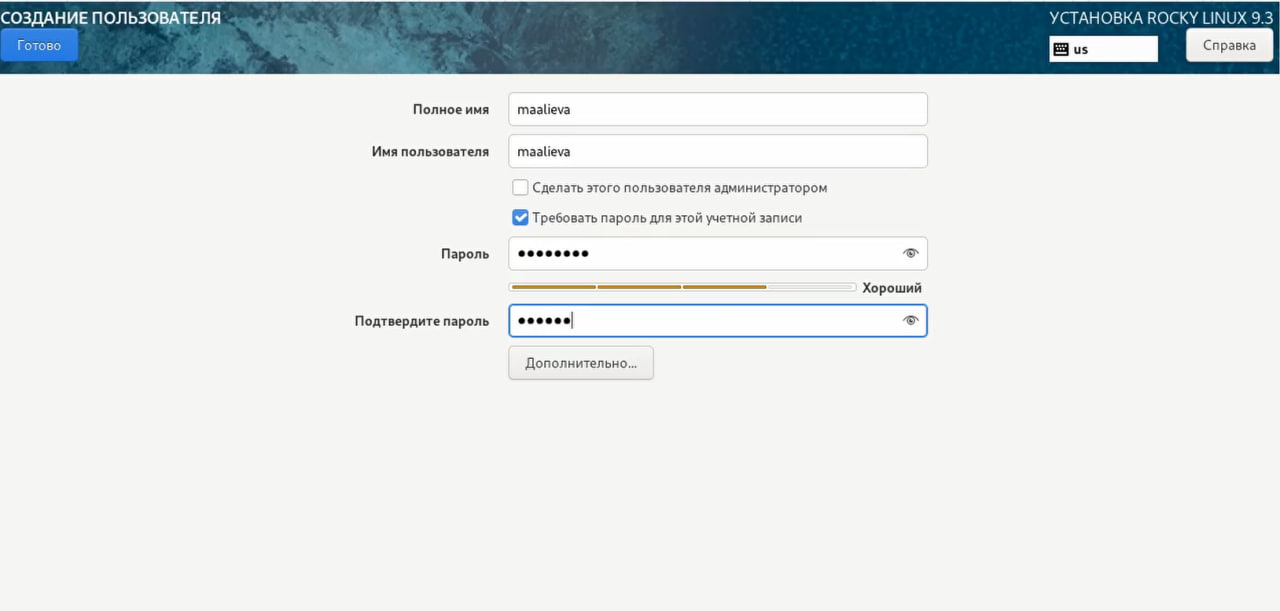 СОЗДАНИЕ ПОЛЬЗОВАТЕЛЯ
УСТАНОВКА ROCKY LINUX 9.3
Готово
us
Справка
Полное имя maalieva
Имя пользователя maalieva
Сделать этого пользователя администратором
Требовать пароль для этой учетной записи
Пароль ••••••••
Хороший
Подтвердите пароль ••••••
Дополнительно...